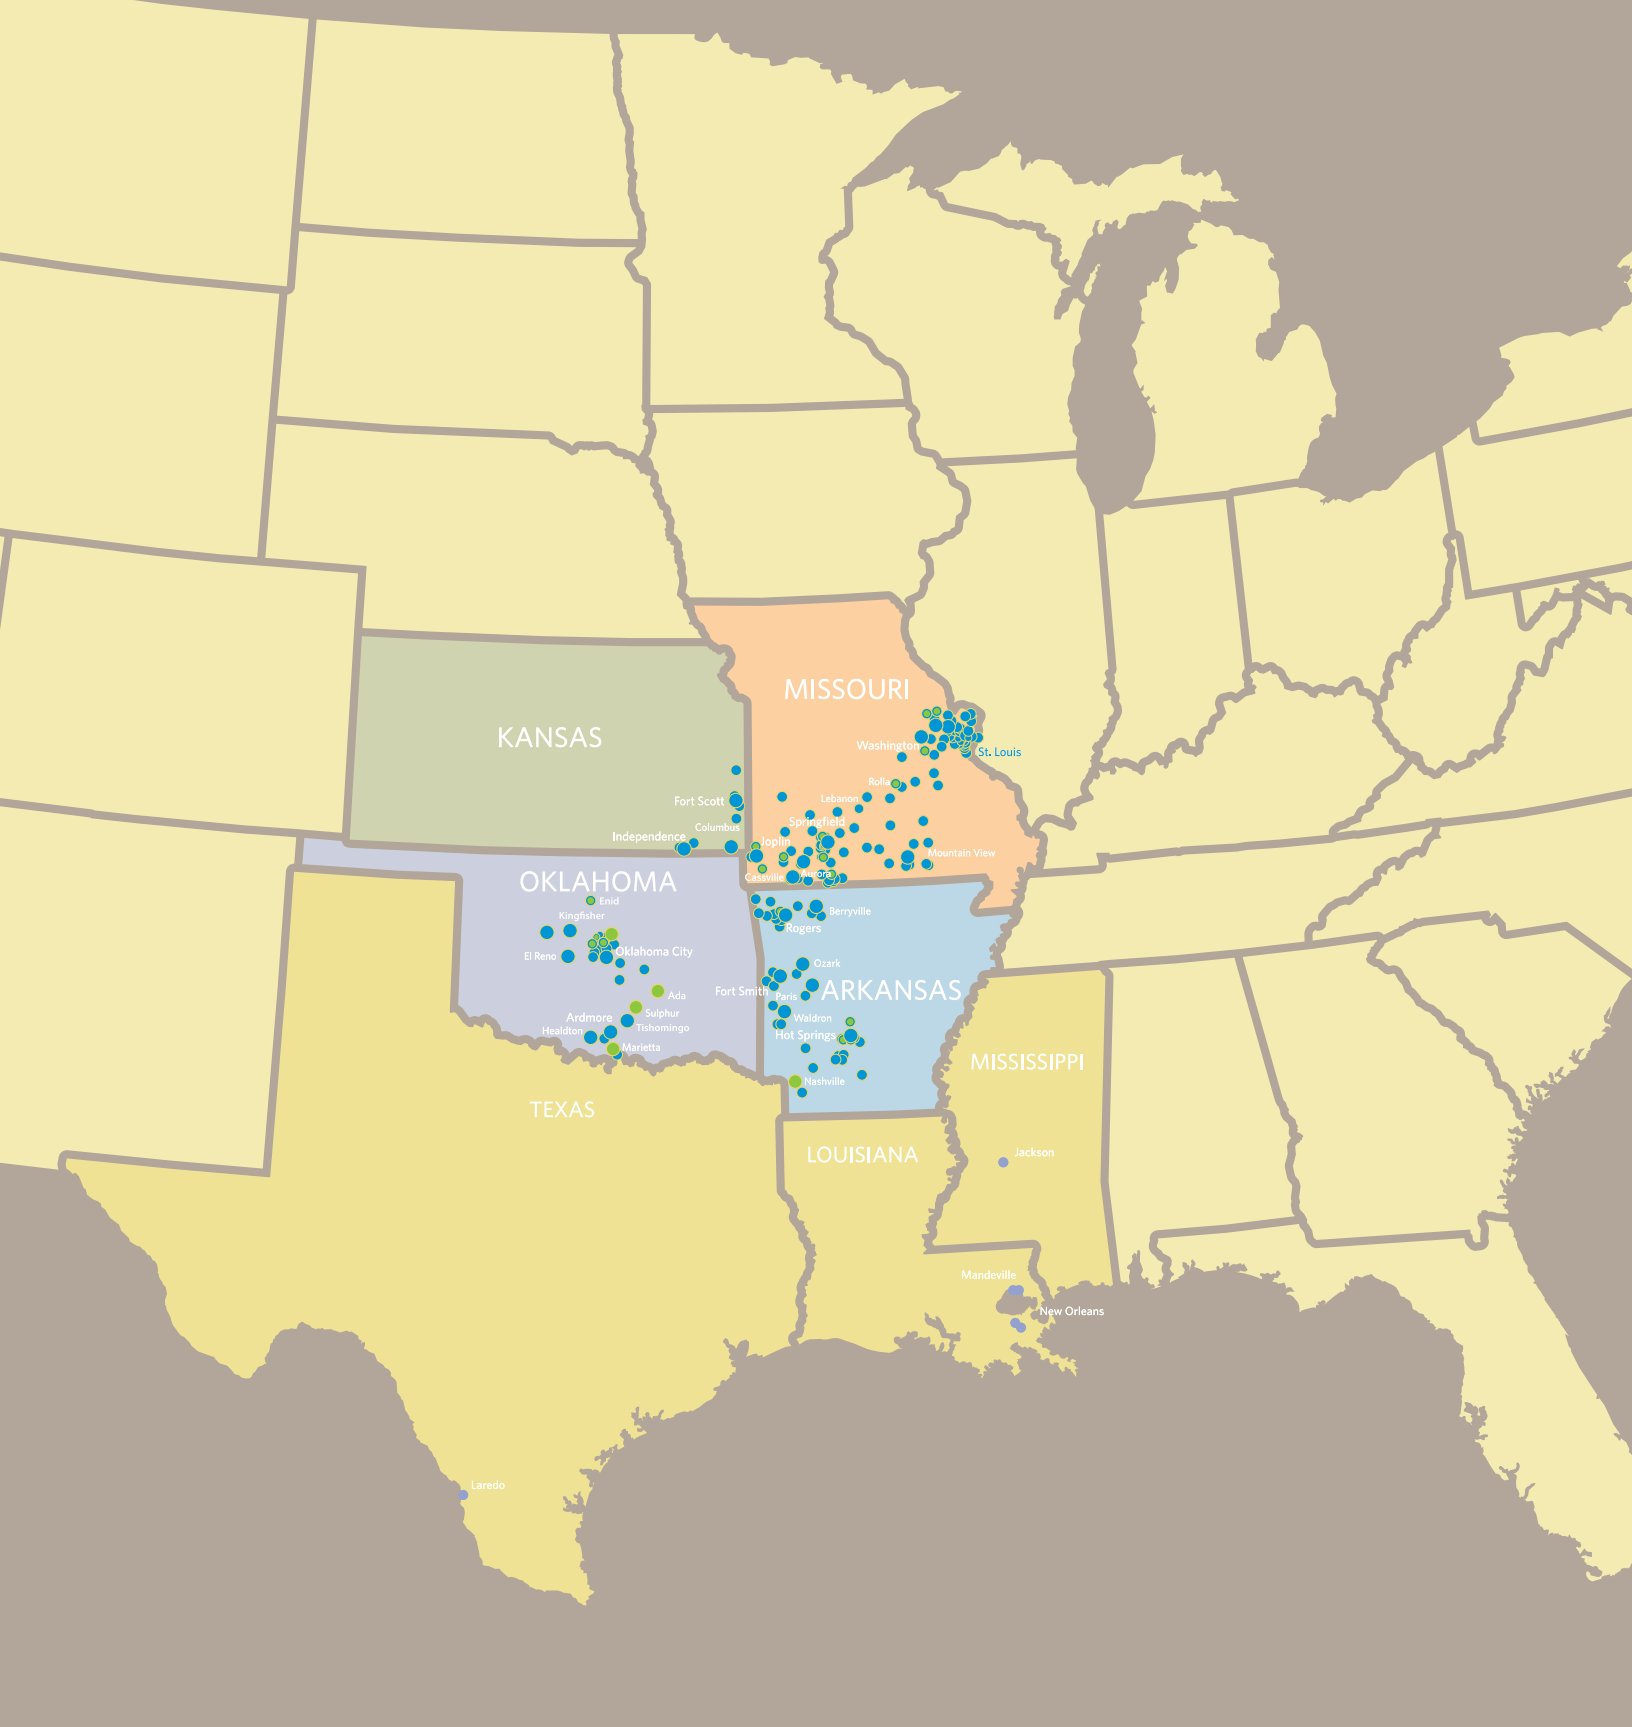 MISSOURI
KANSAS
Washington
St. Louis
Rolla
Lebanon
Fort Scott
Springfield
Columbus
Independence
Joplin
Mountain View
Aurora
Cassville
OKLAHOMA
Enid
Kingfisher
Berryville
Rogers
Oklahoma City
El Reno
Ozark
Fort Smith
ARKANSAS
Paris
Ada
Sulphur
Ardmore
Waldron
Tishomingo
Healdton
Hot Springs
Marietta
MISSISSIPPI
Nashville
TEXAS
LOUISIANA
Jackson
Mandeville
New Orleans
Laredo